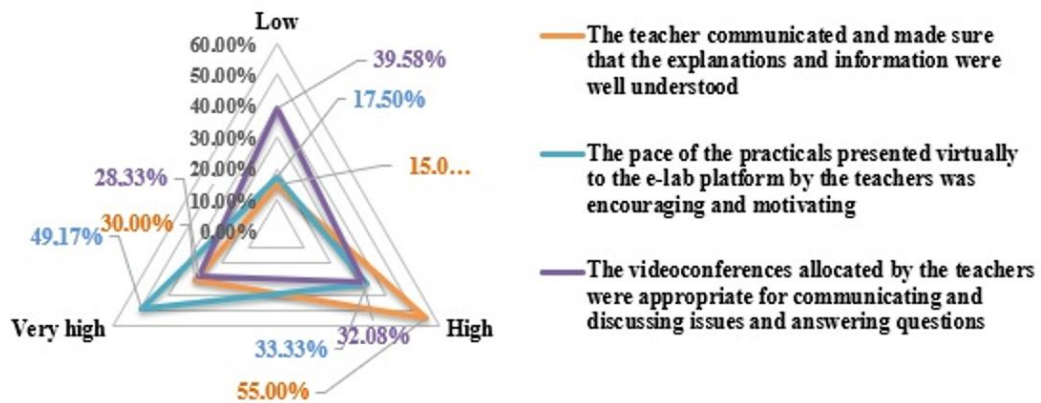 Low
60.00%
50.00%
40.00%
30.00%
20.00%
10.00%
0.00%
39.58%
17.50%
15.0...
28.33%
30.00%
49.17%
Very high
High
32.08%
33.33%
55.00%
The teacher communicated and made sure
that the explanations and information were
well understood
The pace of the practicals presented virtually
to the e-lab platform by the teachers was
encouraging and motivating
The videoconferences allocated by the teachers
were appropriate for communicating and
discussing issues and answering questions